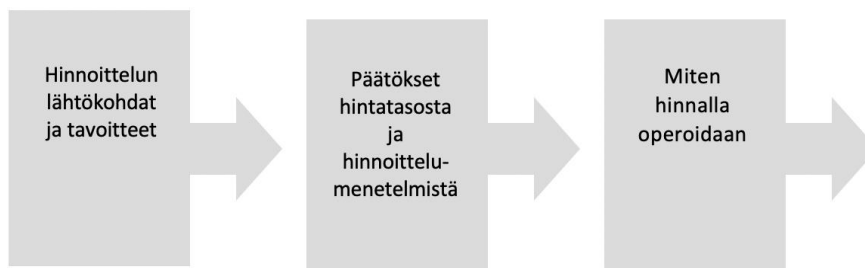 Hinnoittelun
lähtökohdat
ja tavoitteet
Päätökset
hintatasosta
ja
hinnoittelu-
menetelmistä
Miten
hinnalla
operoidaan